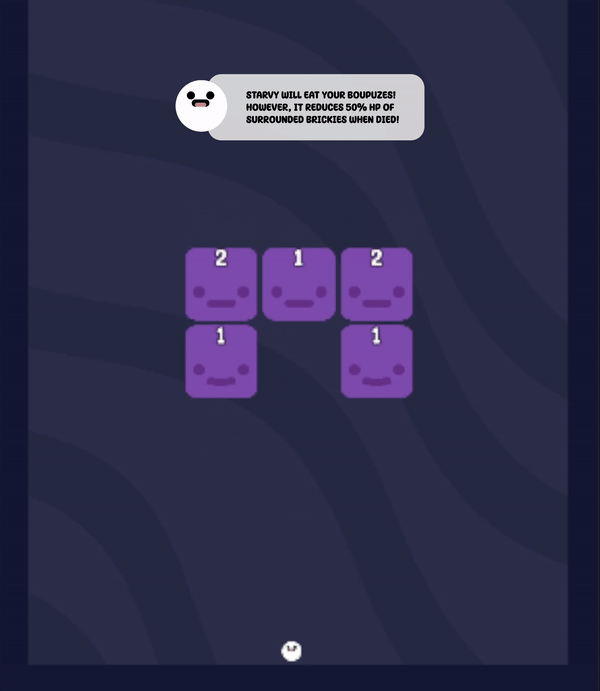 STARVY WILL EAT YOUR BOUPUZES!
HOWEVER, IT REDUCES 50% HP OF
SURROUNDED BRICKIES WHEN DIED!
2 1 2
1 1